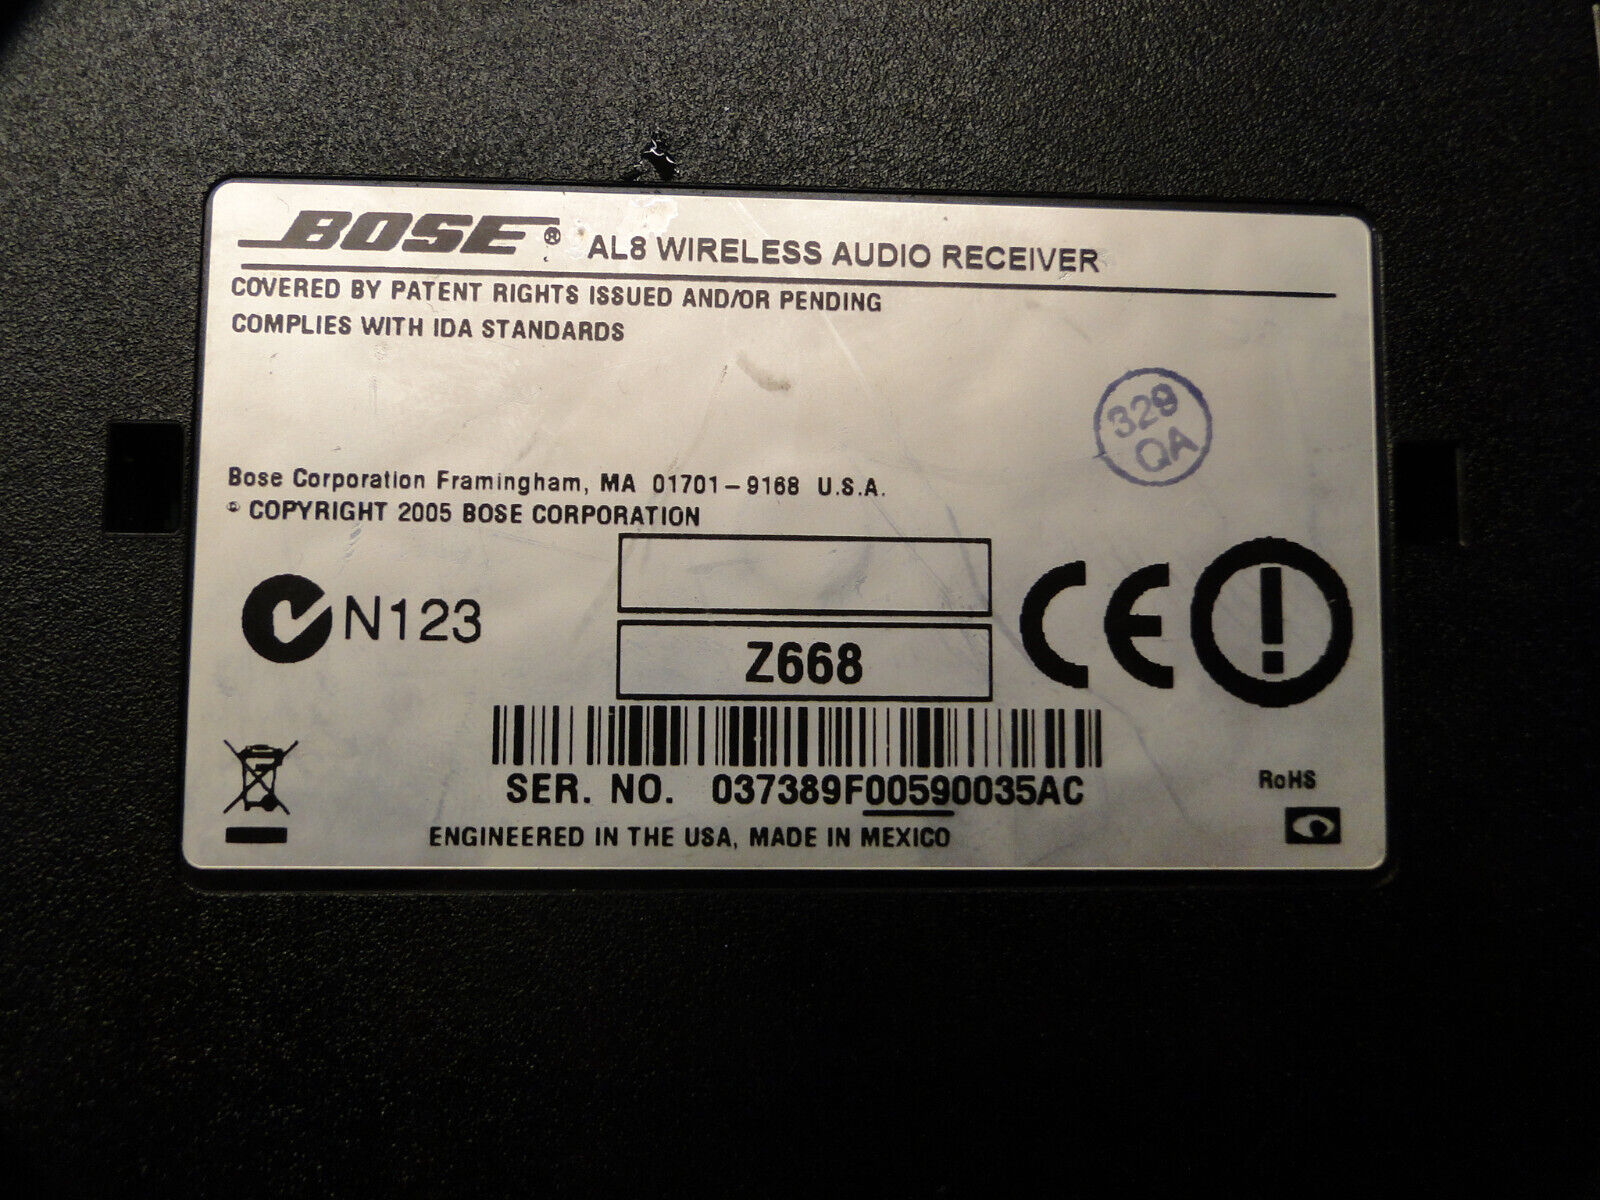 BOSE® AL8 WIRELESS AUDIO RECEIVER
COVERED BY PATENT RIGHTS ISSUED AND/OR PENDING
COMPLIES WITH IDA STANDARDS
329
QA
Bose Corporation Framingham, MA 01701-9168 U.S.A.
© COPYRIGHT 2005 BOSE CORPORATION
N123
CE
Z668
SER. NO. 037389F00590035AC
RoHS
ENGINEERED IN THE USA, MADE IN MEXICO